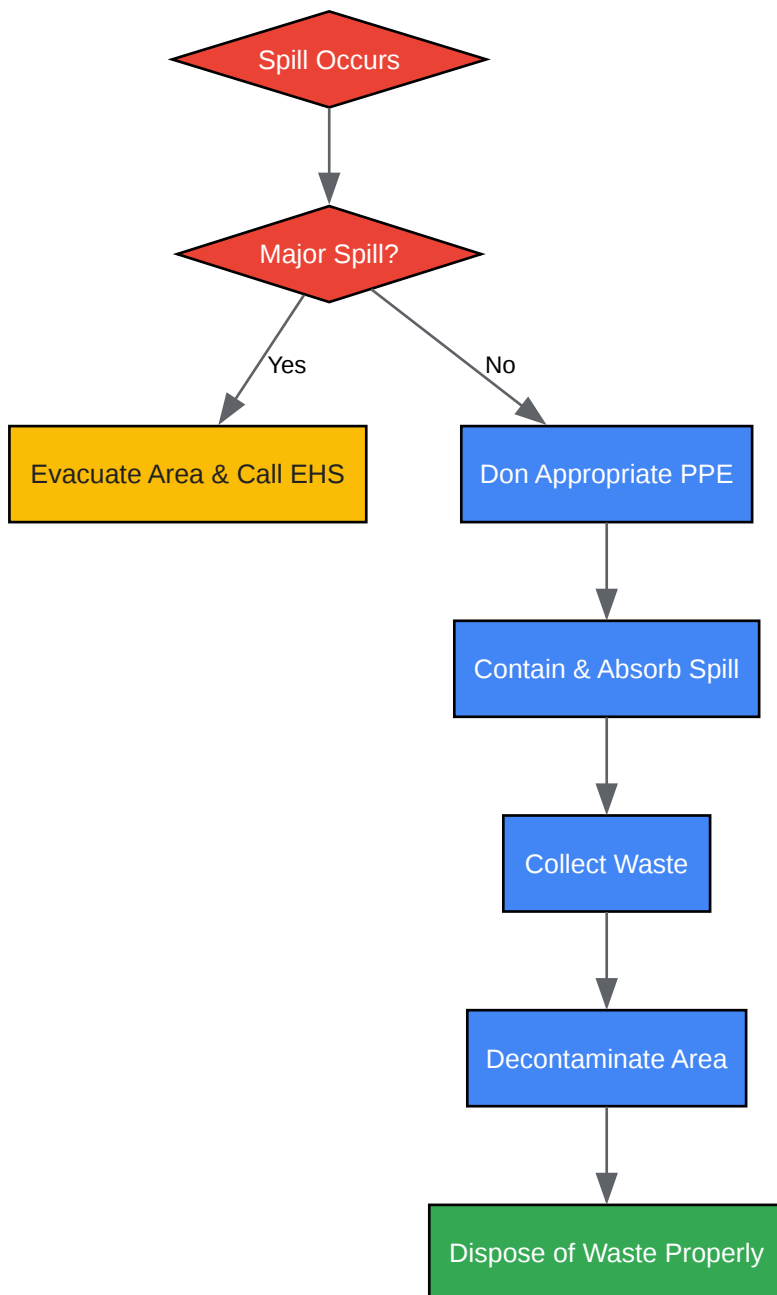 Spill Occurs
Major Spill?
Yes
No
Evacuate Area & Call EHS
Don Appropriate PPE
Contain & Absorb Spill
Collect Waste
Decontaminate Area
Dispose of Waste Properly